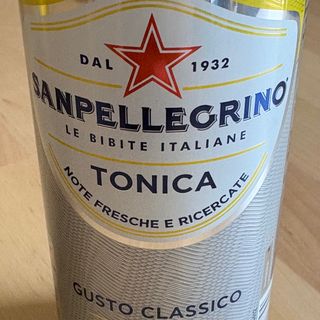 DAL 1932
SANPELLEGRINO
LE BIBITE ITALIANE
TONICA
NOTE FRESCHE E RICERCATE
GUSTO CLASSICO